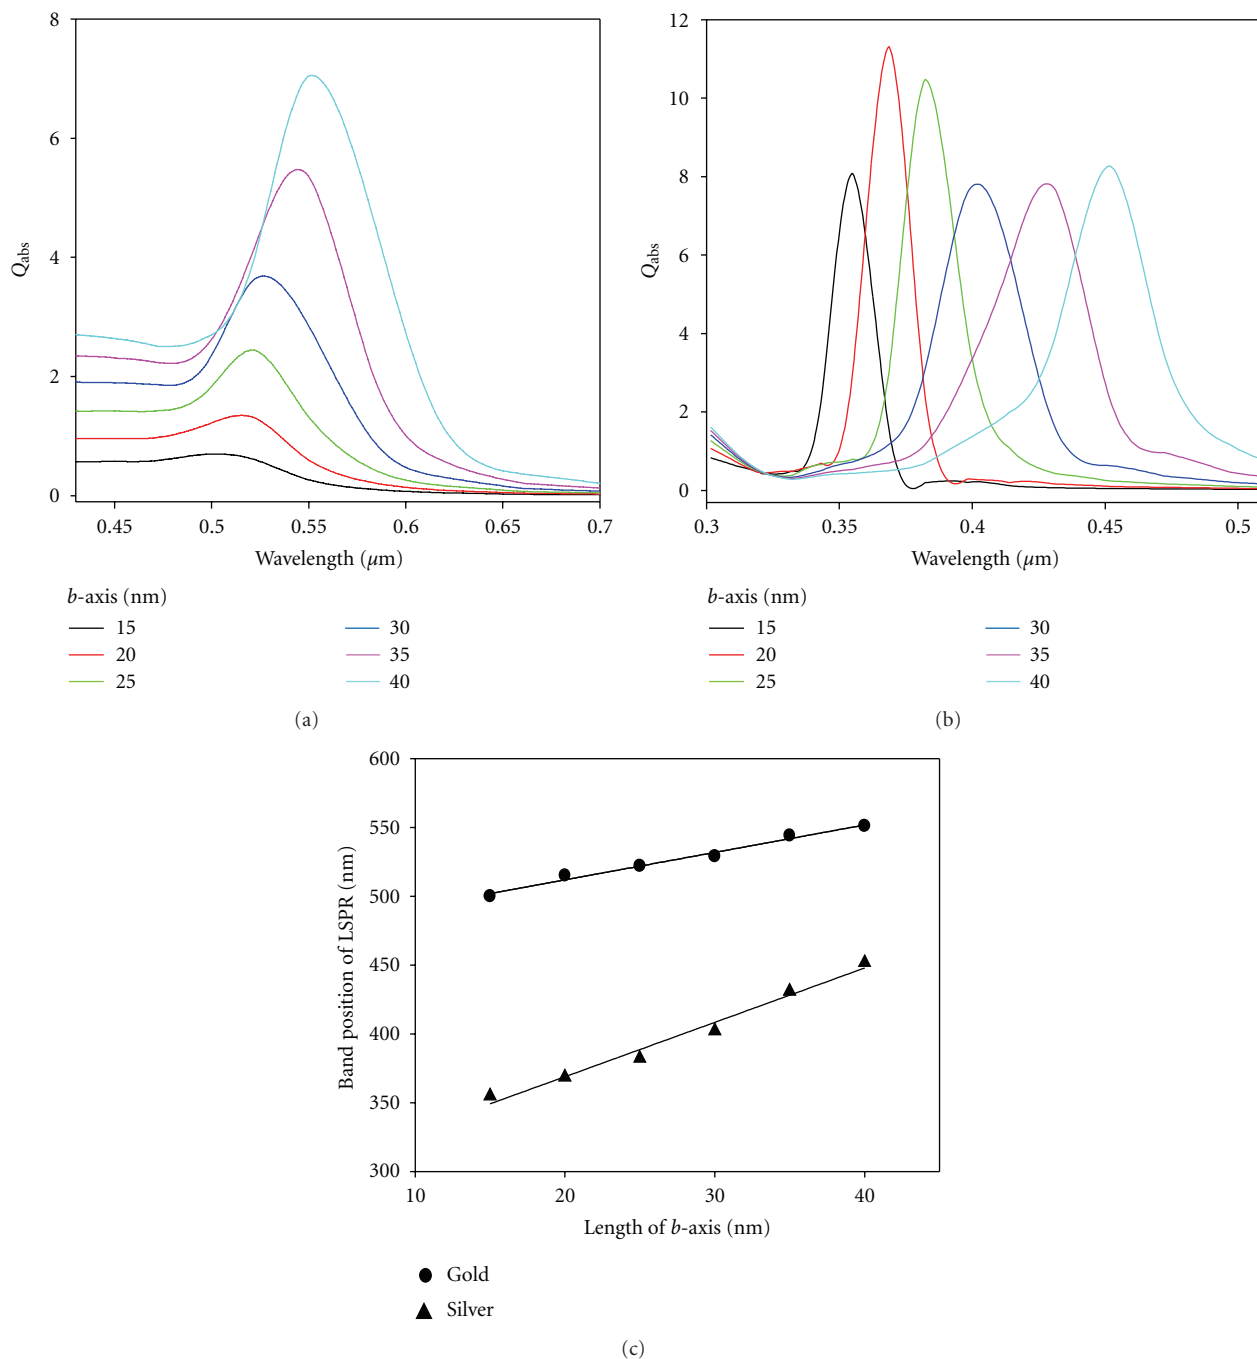 8
6
4
2
0
Qabs
0.45 0.5 0.55 0.6 0.65 0.7
Wavelength (µm)
b-axis (nm)
15 30
20 35
25 40
(a)
12
10
8
6
4
2
0
Qabs
0.3 0.35 0.4 0.45 0.5
Wavelength (µm)
b-axis (nm)
15 30
20 35
25 40
(b)
600
550
500
450
400
350
300
Band position of LSPR (nm)
10 20 30 40
Length of b-axis (nm)
Gold
Silver
(c)